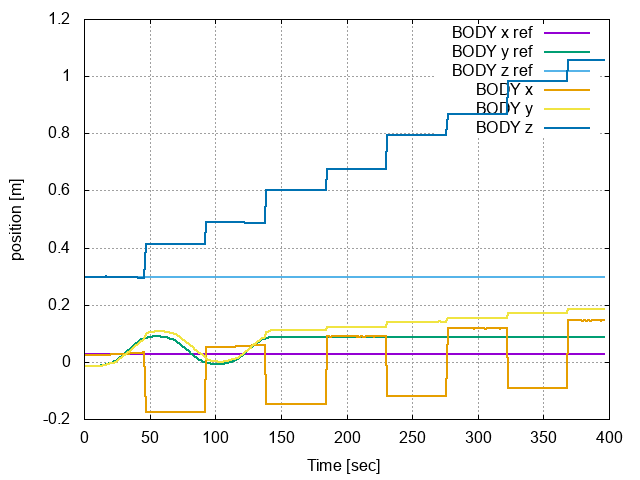 1.2
1
0.8
0.6
0.4
0.2
0
-0.2
position [m]
BODY x ref
BODY y ref
BODY z ref
BODY x
BODY y
BODY z
0 50 100 150 200 250 300 350 400
Time [sec]